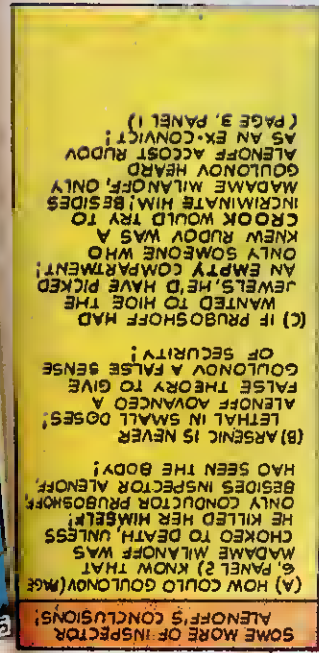 SOME MORE OF INSPECTOR
ALENOFF'S CONCLUSIONS:
(A) HOW COULD GOULONOV (PAGE
6, PANEL 2) KNOW THAT
MADAME MILANOFF WAS
CHOKED TO DEATH, UNLESS
HE KILLED HER HIMSELF?
ONLY CONDUCTOR PRUBOSHOFF,
BESIDES INSPECTOR ALENOFF,
HAD SEEN THE BODY!
(B) ARSENIC IS NEVER
LETHAL IN SMALL DOSES!
ALENOFF ADVANCED A
FALSE THEORY TO GIVE
GOULONOV A FALSE SENSE
OF SECURITY!
(C) IF PRUBOSHOFF HAD
WANTED TO HIDE THE
JEWELS, HE'D HAVE PICKED
AN EMPTY COMPARTMENT!
ONLY SOMEONE WHO
KNEW RUDOV WAS A
CROOK WOULD TRY TO
INCRIMINATE HIM! BESIDES
MADAME MILANOFF, ONLY
GOULONOV HEARD
ALENOFF ACCOST RUDOV
AS AN EX-CONVICT!
(PAGE 3, PANEL 1)